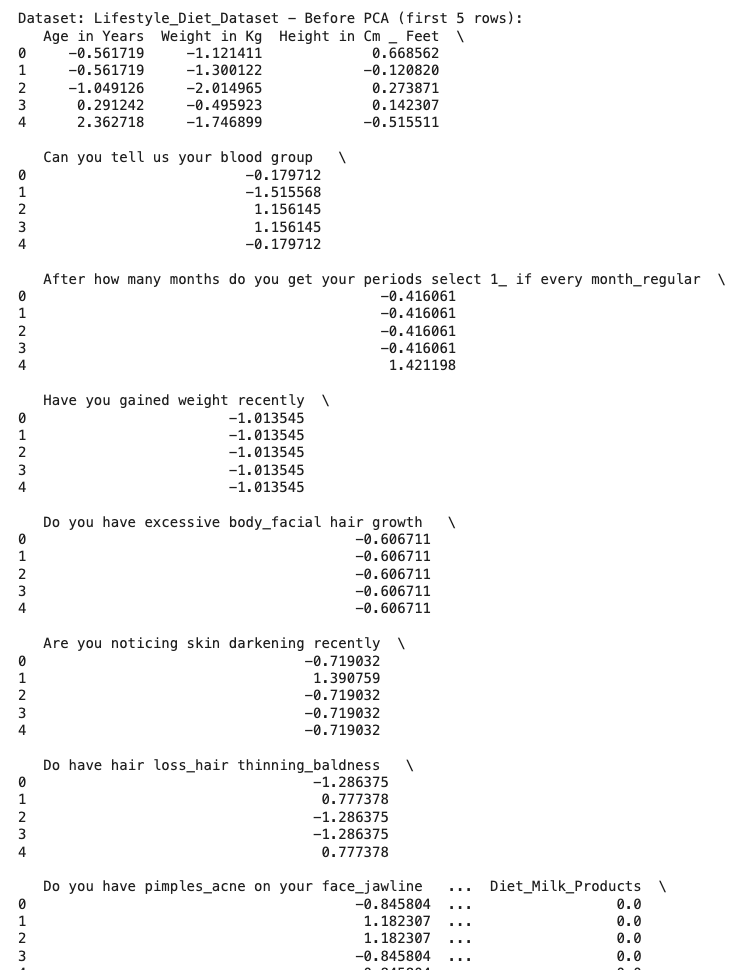 Dataset: Lifestyle_Diet_Dataset - Before PCA (first 5 rows):
   Age in Years  Weight in Kg  Height in Cm _ Feet  \
0     -0.561719     -1.121411             0.668562
1     -0.561719     -1.300122            -0.120820
2     -1.049126     -2.014965             0.273871
3      0.291242     -0.495923             0.142307
4      2.362718     -1.746899            -0.515511
   Can you tell us your blood group   \
0                          -0.179712
1                          -1.515568
2                           1.156145
3                           1.156145
4                          -0.179712
   After how many months do you get your periods select 1_ if every month_regular  \
0                                          -0.416061
1                                          -0.416061
2                                          -0.416061
3                                          -0.416061
4                                           1.421198
   Have you gained weight recently  \
0                        -1.013545
1                        -1.013545
2                        -1.013545
3                        -1.013545
4                        -1.013545
   Do you have excessive body_facial hair growth   \
0                                       -0.606711
1                                       -0.606711
2                                       -0.606711
3                                       -0.606711
4                                       -0.606711
   Are you noticing skin darkening recently  \
0                                 -0.719032
1                                  1.390759
2                                 -0.719032
3                                 -0.719032
4                                 -0.719032
   Do have hair loss_hair thinning_baldness   \
0                                  -1.286375
1                                   0.777378
2                                  -1.286375
3                                  -1.286375
4                                   0.777378
   Do you have pimples_acne on your face_jawline   ...  Diet_Milk_Products  \
0                                       -0.845804  ...                 0.0
1                                        1.182307  ...                 0.0
2                                        1.182307  ...                 0.0
3                                       -0.845804  ...                 0.0